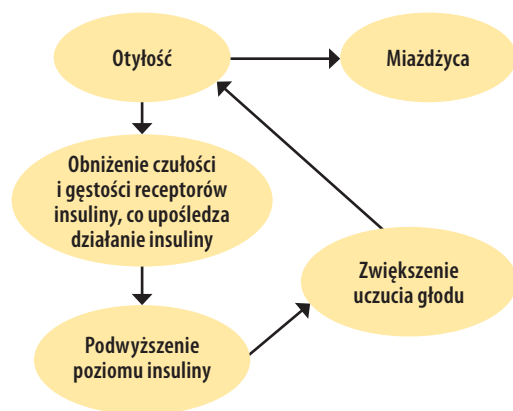 Otyłość
Miażdżyca
Obniżenie czułości
i gęstości receptorów
insuliny, co upośledza
działanie insuliny
Zwiększenie
uczucia głodu
Podwyższenie
poziomu insuliny